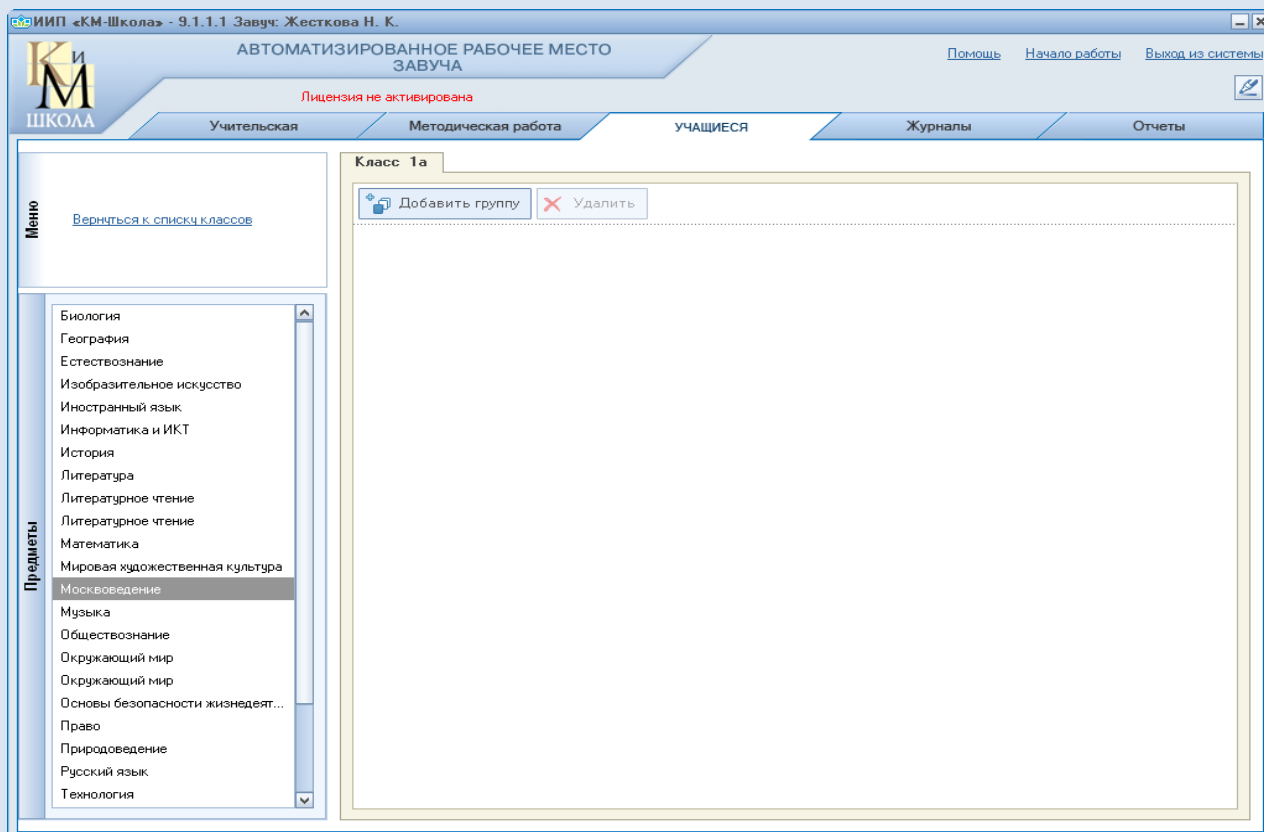 ИИП «КМ-Школа» - 9.1.1.1 Завуч: Жесткова Н. К.
КиМ
ШКОЛА
АВТОМАТИЗИРОВАННОЕ РАБОЧЕЕ МЕСТО
ЗАВУЧА
Помощь Начало работы Выход из системы
Лицензия не активирована
Учительская Методическая работа УЧАЩИЕСЯ Журналы Отчеты
Меню
Вернуться к списку классов
Класс 1а
Добавить группу Удалить
Предметы
Биология
География
Естествознание
Изобразительное искусство
Иностранный язык
Информатика и ИКТ
История
Литература
Литературное чтение
Литературное чтение
Математика
Мировая художественная культура
Москвоведение
Музыка
Обществознание
Окружающий мир
Окружающий мир
Основы безопасности жизнедеят...
Право
Природоведение
Русский язык
Технология